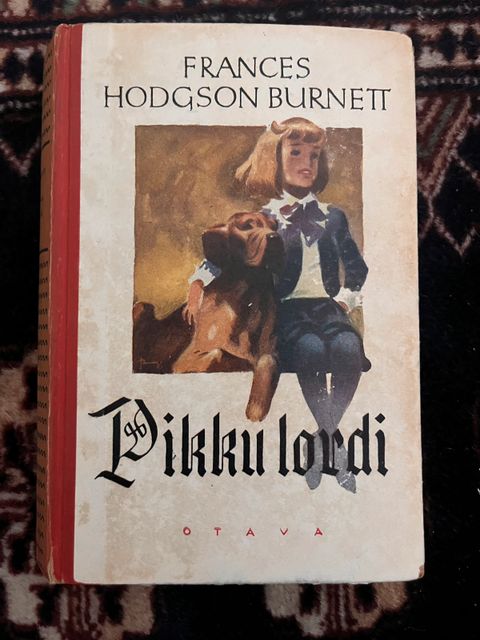 FRANCES
HODGSON BURNETT
Pikku lordi
OTAVA